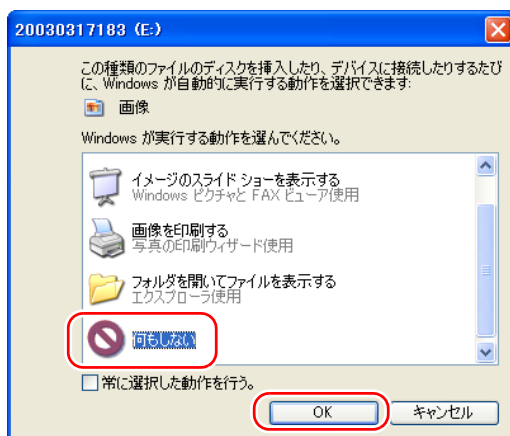 20030317183 (E:)
この種類のファイルのディスクを挿入したり、デバイスに接続したりするたび
に、Windows が自動的に実行する動作を選択できます:
画像
Windows が実行する動作を選んでください。
イメージのスライド ショーを表示する
Windows ピクチャと FAX ビューア使用
画像を印刷する
写真の印刷ウィザード使用
フォルダを開いてファイルを表示する
エクスプローラ使用
何もしない
常に選択した動作を行う。
OK
キャンセル